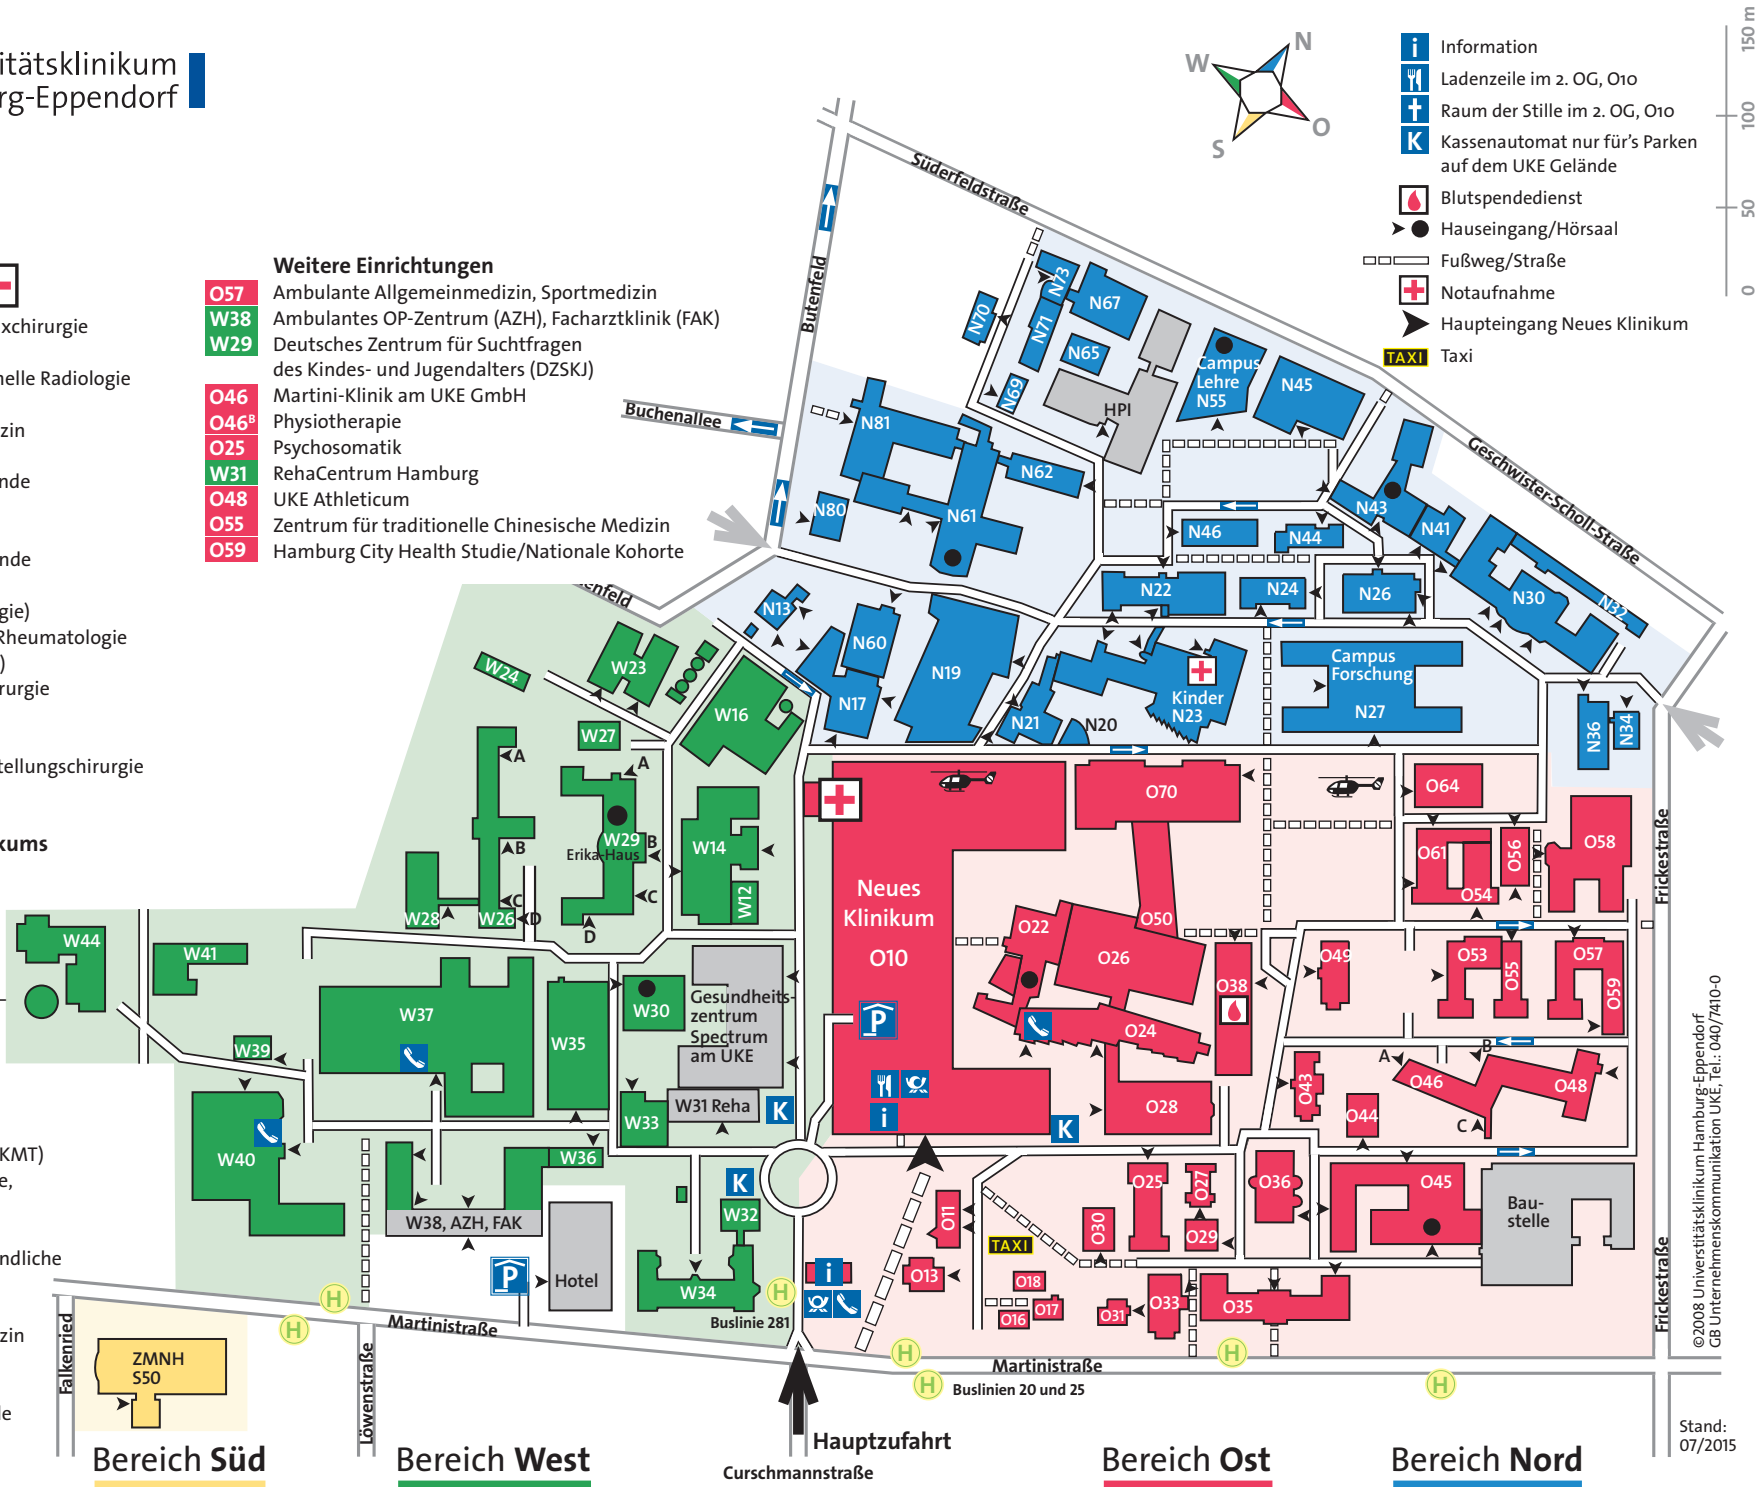 itätsklinikum
rg-Eppendorf
W
N
O
S
Information
Ladenzeile im 2. OG, O10
Raum der Stille im 2. OG, O10
K
Kassenautomat nur für's Parken
auf dem UKE Gelände
Blutspendedienst
Hauseingang/Hörsaal
Fußweg/Straße
Notaufnahme
Haupteingang Neues Klinikum
TAXI
Taxi
150 m
100
50
0
xchirurgie
nelle Radiologie
zin
nde
nde
gie)
Rheumatologie
)
rurgie
tellungschirurgie
kums
KMT)
e,
ndliche
zin
le
Weitere Einrichtungen
O57 Ambulante Allgemeinmedizin, Sportmedizin
W38 Ambulantes OP-Zentrum (AZH), Facharztklinik (FAK)
W29 Deutsches Zentrum für Suchtfragen
des Kindes- und Jugendalters (DZSKJ)
O46 Martini-Klinik am UKE GmbH
O46B Physiotherapie
O25 Psychosomatik
W31 RehaCentrum Hamburg
O48 UKE Athleticum
O55 Zentrum für traditionelle Chinesische Medizin
O59 Hamburg City Health Studie/Nationale Kohorte
Süderfeldstraße
Butenfeld
Buchenallee
enfeld
Geschwister-Scholl-Straße
Frickestraße
Frickestraße
N73
N67
N70
N71
N65
N69
HPI
Campus
Lehre
N55
N45
N81
N62
N80
N61
N43
N41
N46
N44
N22
N24
N26
N30
N32
N13
N60
N19
N17
N21
N20
Kinder
N23
Campus
Forschung
N27
N36
N34
W24
W23
W16
W27
A
A
B
B
C
C
D
D
W29
Erika-Haus
W14
W12
W28
W26
W44
W41
W37
W35
W30
W39
W33
W40
W36
W38, AZH, FAK
Gesundheits-
zentrum
Spectrum
am UKE
W31 Reha
K
K
W32
W34
P
Hotel
H
H
H
Buslinie 281
Neues
Klinikum
O10
P
i
K
O70
O50
O22
O26
O24
O28
O38
O64
O61
O54
O56
O58
O49
O53
O55
O57
O59
O43
O44
A
B
C
O46
O48
O45
O36
O25
O27
O29
O30
O11
O13
TAXI
O18
O17
O16
O31
O33
O35
Bau-
stelle
i
H
H
H
H
Martinistraße
Martinistraße
Buslinien 20 und 25
Falkenried
Löwenstraße
ZMNH
S50
Hauptzufahrt
Curschmannstraße
Bereich Süd
Bereich West
Bereich Ost
Bereich Nord
©2008 Universtitätsklinikum Hamburg-Eppendorf
GB Unternehmenskommunikation UKE, Tel.: 040/7410-0
Stand:
07/2015